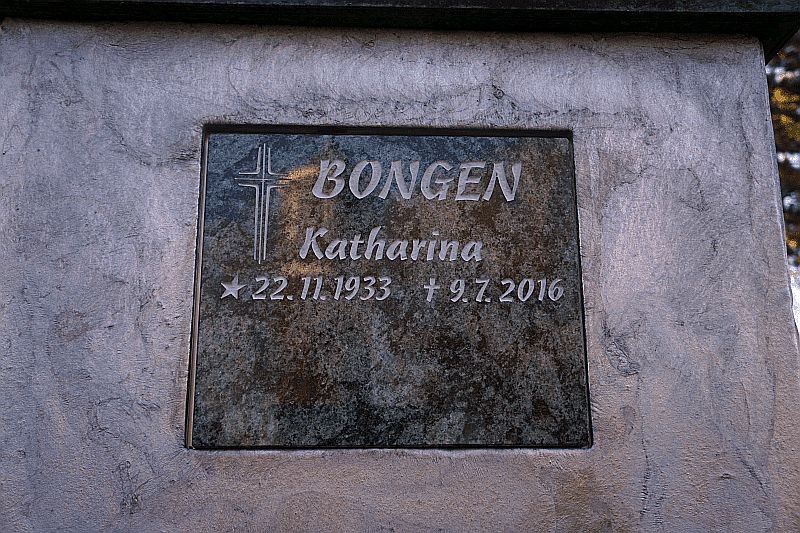 BONGEN
Katharina
★ 22.11.1933 † 9.7.2016